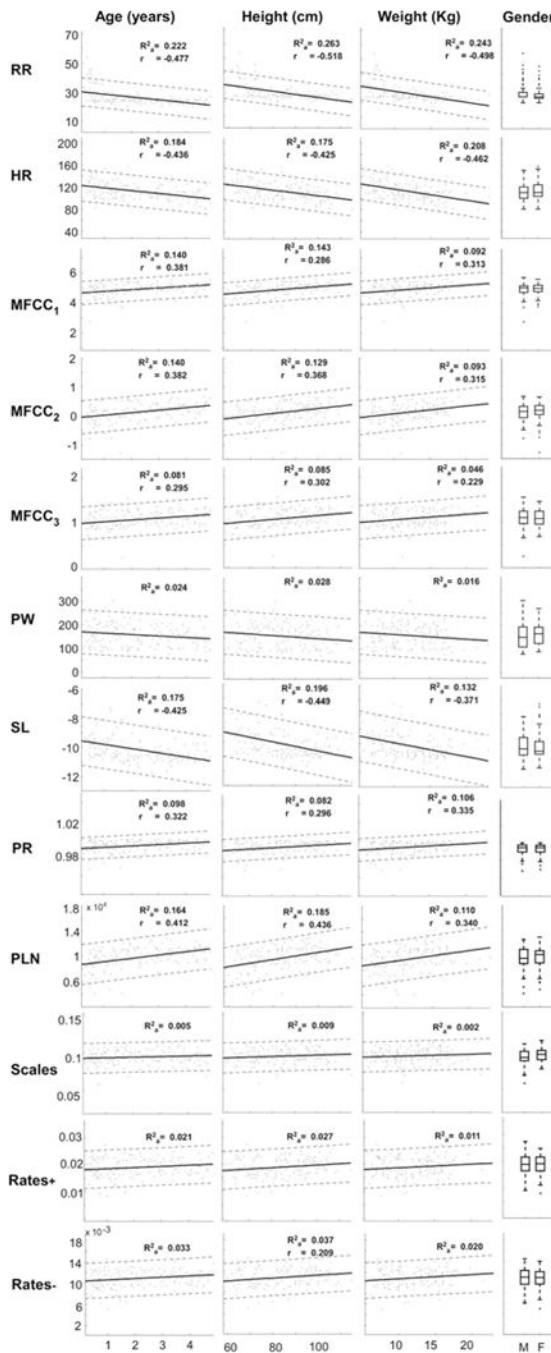 Age (years) Height (cm) Weight (Kg) Gender
70
R²ₐ= 0.222 R²ₐ= 0.263 R²ₐ= 0.243
r = -0.477 r = -0.518 r = -0.498
RR
50
30
10
200
R²ₐ= 0.184 R²ₐ= 0.175 R²ₐ= 0.208
r = -0.436 r = -0.425 r = -0.462
HR
160
120
80
40
R²ₐ= 0.140 R²ₐ= 0.143 R²ₐ= 0.092
r = 0.381 r = 0.286 r = 0.313
6
4
MFCC₁
2
2
R²ₐ= 0.140 R²ₐ= 0.129 R²ₐ= 0.093
r = 0.382 r = 0.368 r = 0.315
1
MFCC₂
0
-1
R²ₐ= 0.081 R²ₐ= 0.085 R²ₐ= 0.046
r = 0.295 r = 0.302 r = 0.229
2
MFCC₃
1
0
R²ₐ= 0.024 R²ₐ= 0.028 R²ₐ= 0.016
300
PW
200
100
0
-6
R²ₐ= 0.175 R²ₐ= 0.196 R²ₐ= 0.132
r = -0.425 r = -0.449 r = -0.371
-8
SL
-10
-12
R²ₐ= 0.098 R²ₐ= 0.082 R²ₐ= 0.106
r = 0.322 r = 0.296 r = 0.335
1.02
PR
0.98
1.8 x 10⁴
R²ₐ= 0.164 R²ₐ= 0.185 R²ₐ= 0.110
r = 0.412 r = 0.436 r = 0.340
1.4
PLN
1
0.6
0.15
R²ₐ= 0.005 R²ₐ= 0.009 R²ₐ= 0.002
0.1
Scales
0.05
R²ₐ= 0.021 R²ₐ= 0.027 R²ₐ= 0.011
0.03
0.02
Rates+
0.01
x10⁻³
18
R²ₐ= 0.033 R²ₐ= 0.037 R²ₐ= 0.020
r = 0.209
14
10
Rates-
6
2
1 2 3 4 60 80 100 10 15 20 M F